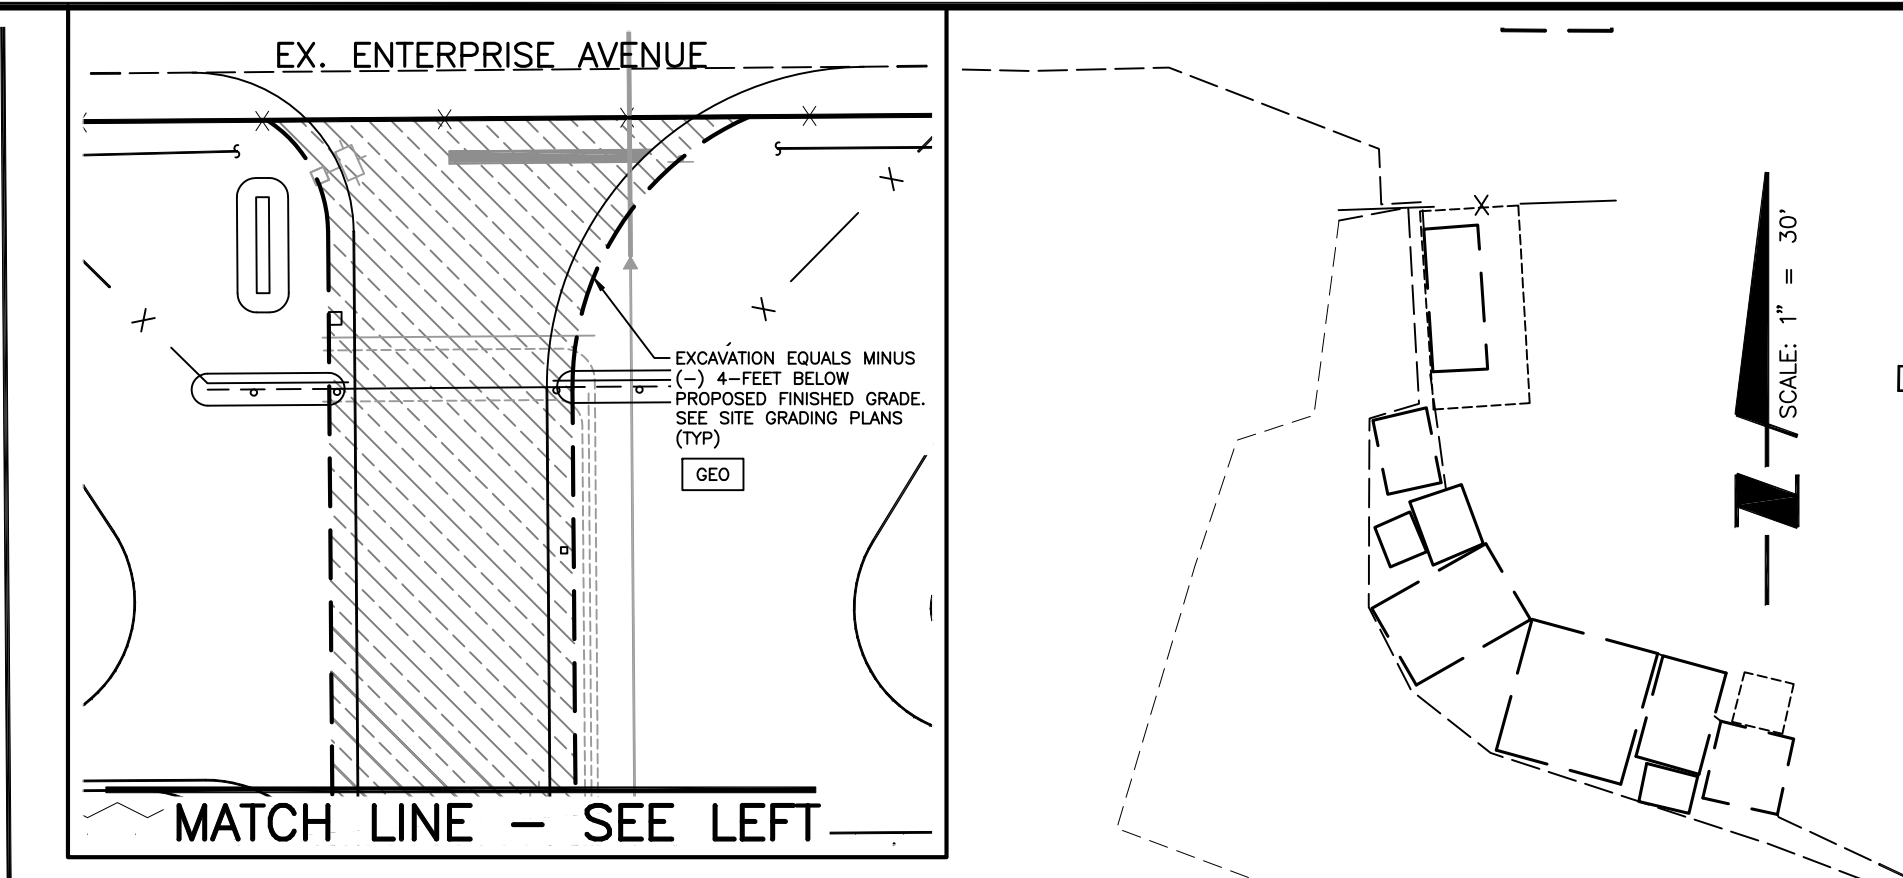 EX. ENTERPRISE AVENUE
EXCAVATION EQUALS MINUS
(-) 4-FEET BELOW
PROPOSED FINISHED GRADE.
SEE SITE GRADING PLANS
(TYP)
GEO
MATCH LINE - SEE LEFT
SCALE: 1" = 30'
N